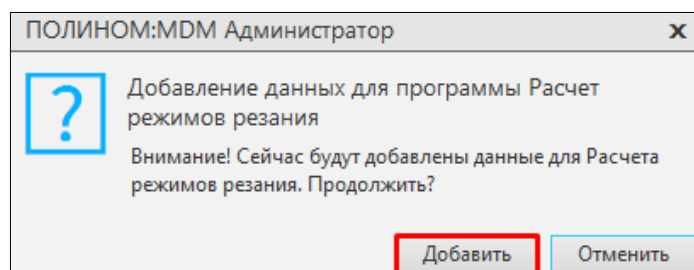 ПОЛИНОМ:MDM Администратор
Добавление данных для программы Расчет
режимов резания
Внимание! Сейчас будут добавлены данные для Расчета
режимов резания. Продолжить?
Добавить Отменить